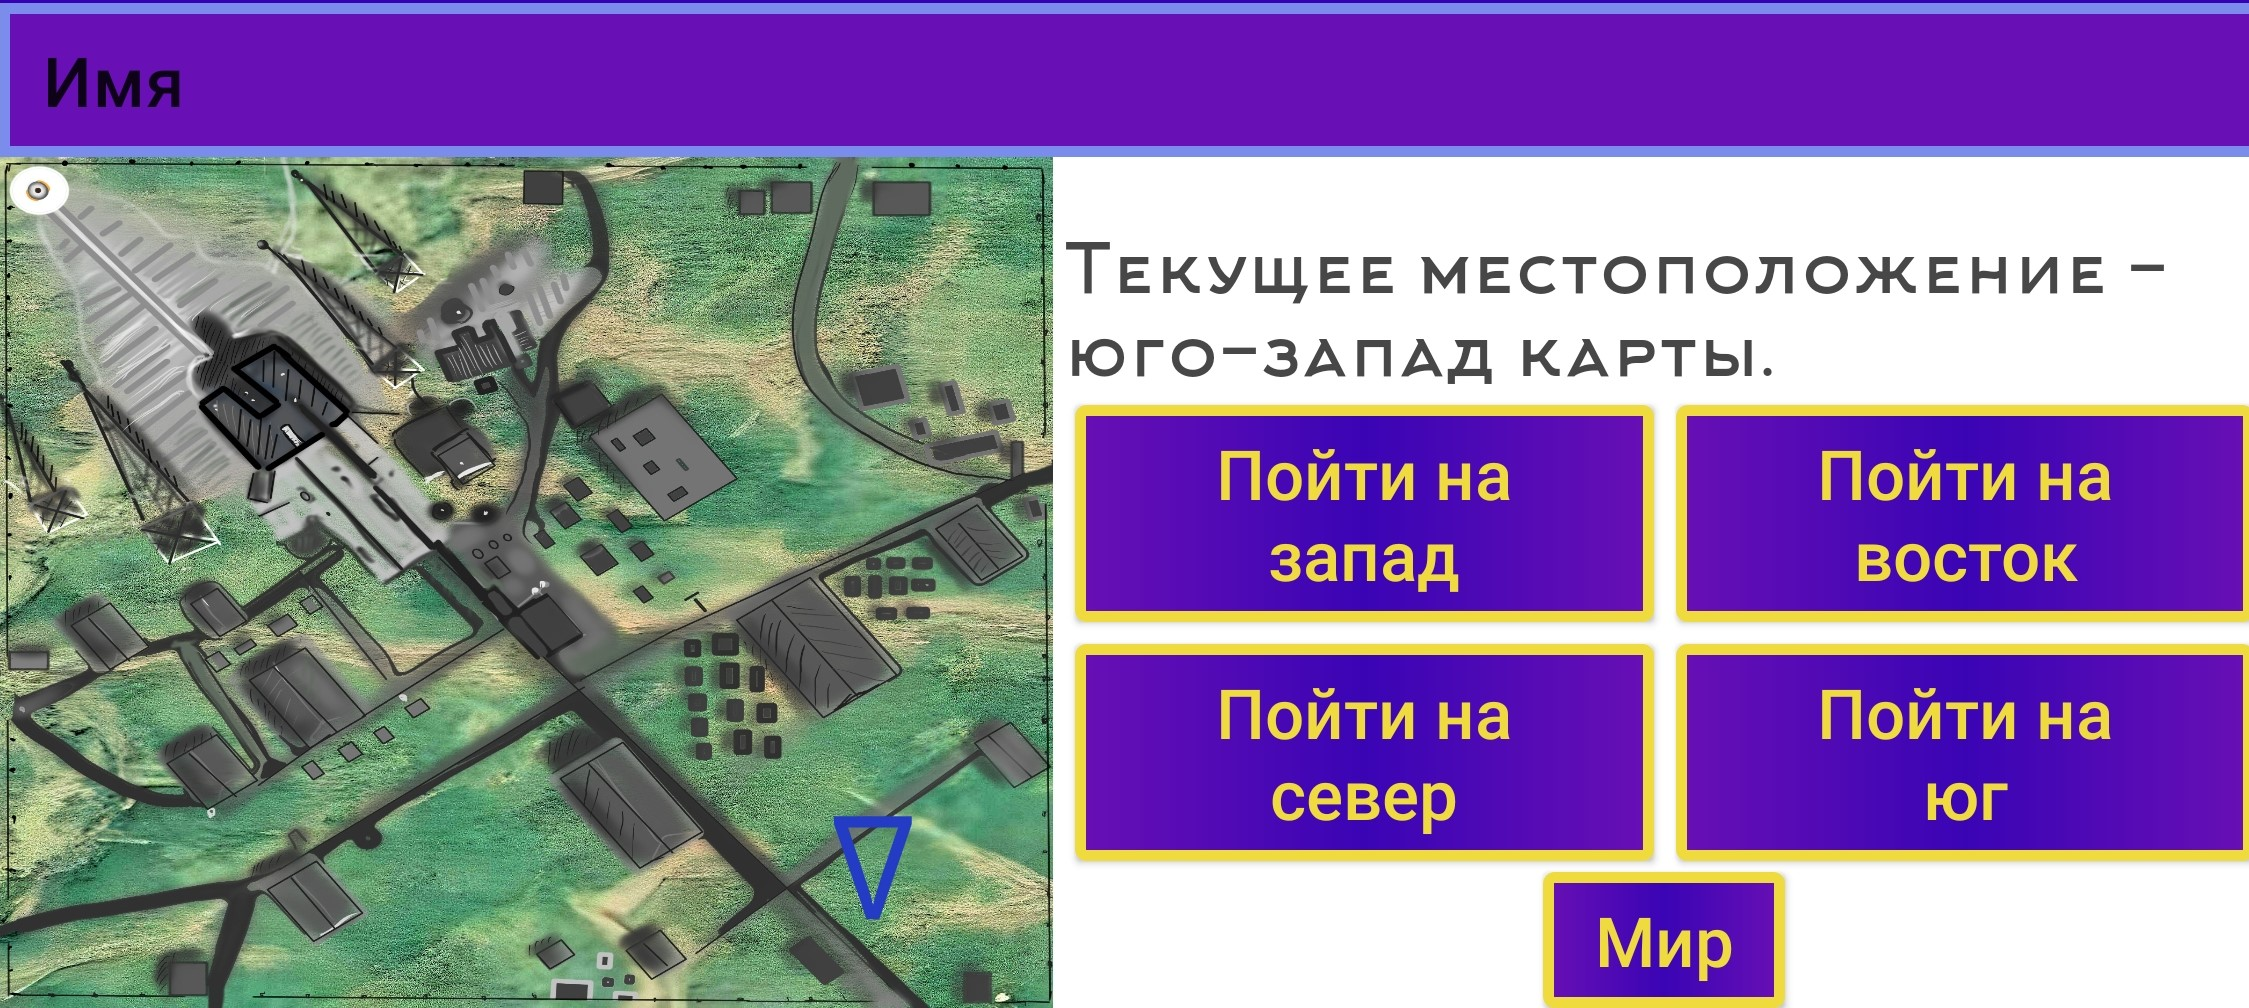 Имя
Текущее местоположение -
юго-запад карты.
Пойти на
запад
Пойти на
восток
Пойти на
север
Пойти на
юг
Мир